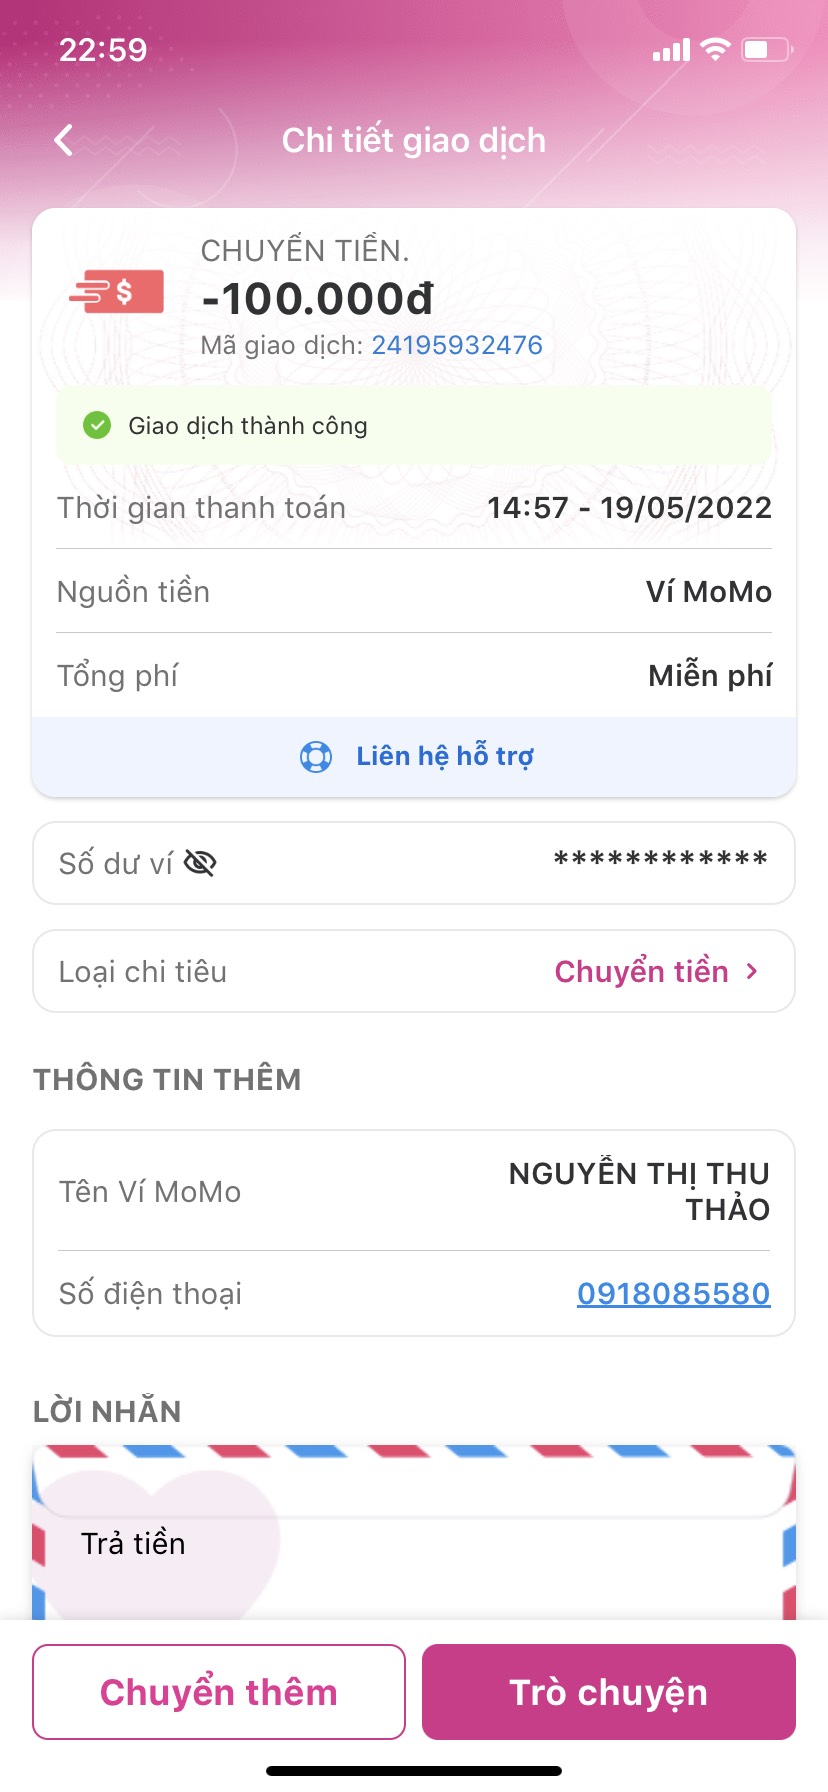 22:59
Chi tiết giao dịch
CHUYỂN TIỀN.
$
-100.000đ
Mã giao dịch: 24195932476
Giao dịch thành công
Thời gian thanh toán 14:57 - 19/05/2022
Nguồn tiền Ví MoMo
Tổng phí Miễn phí
Liên hệ hỗ trợ
Số dư ví ************
Loại chi tiêu Chuyển tiền >
THÔNG TIN THÊM
Tên Ví MoMo NGUYỄN THỊ THU
THẢO
Số điện thoại 0918085580
LỜI NHẮN
Trả tiền
Chuyển thêm Trò chuyện